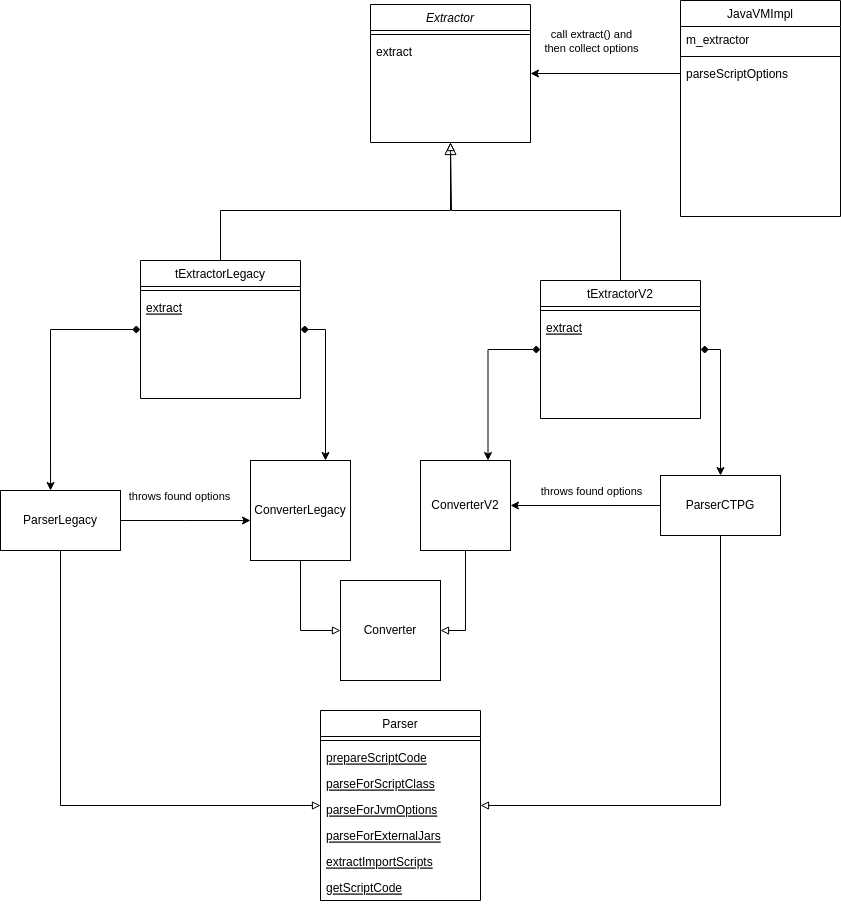 Extractor
extract
call extract() and
then collect options
JavaVMImpl
m_extractor
parseScriptOptions
tExtractorLegacy
extract
tExtractorV2
extract
ParserLegacy
throws found options
ConverterLegacy
ConverterV2
throws found options
ParserCTPG
Converter
Parser
prepareScriptCode
parseForScriptClass
parseForJvmOptions
parseForExternalJars
extractImportScripts
getScriptCode